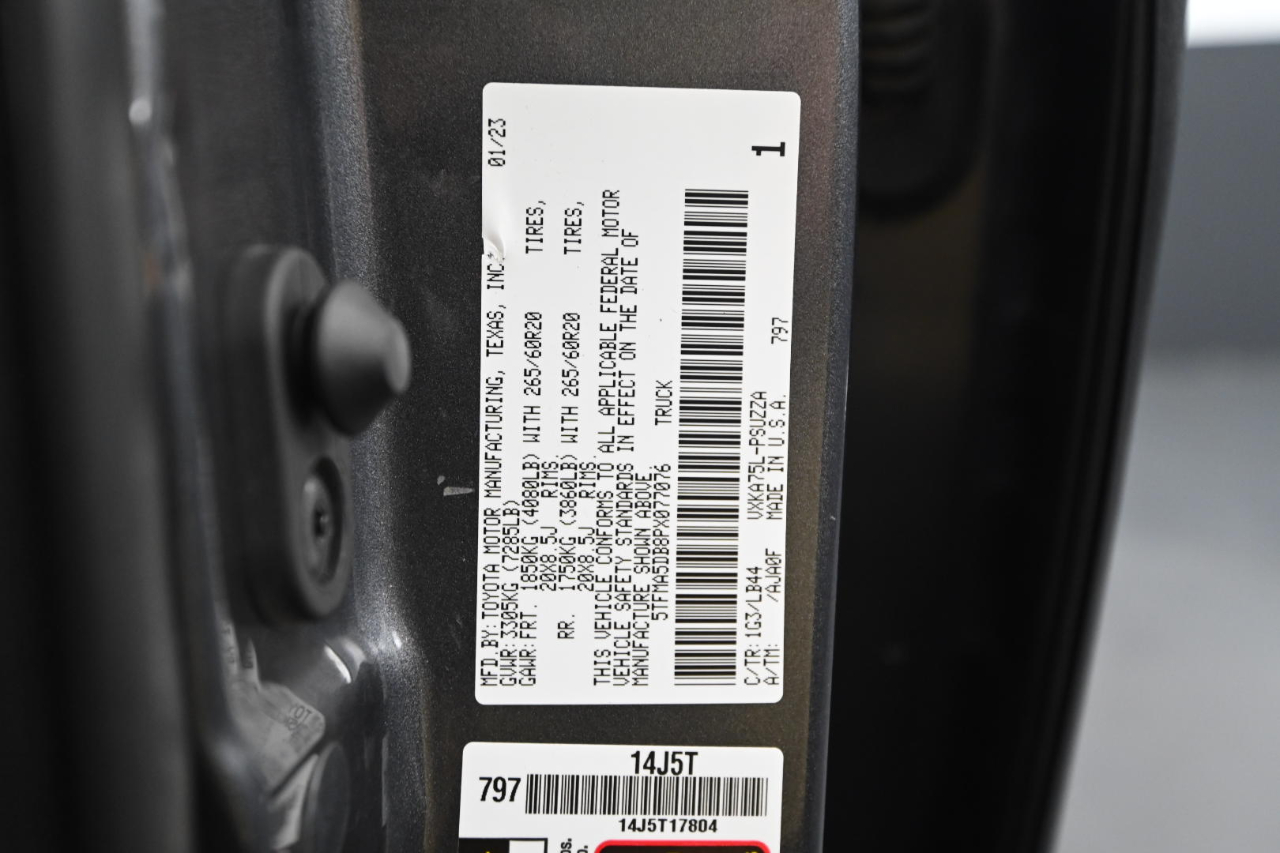 MFD.BY:TOYOTA MOTOR MANUFACTURING, TEXAS, INC. 01/23
GVWR:3305KG (7285LB)
GAWR:FRT. 1850KG (4080LB) WITH 265/60R20 TIRES,
20X8.5J RIMS,
RR. 1750KG (3860LB) WITH 265/60R20 TIRES,
20X8.5J RIMS.
THIS VEHICLE CONFORMS TO ALL APPLICABLE FEDERAL MOTOR
VEHICLE SAFETY STANDARDS IN EFFECT ON THE DATE OF
MANUFACTURE SHOWN ABOVE.
5TFMA5DB8PX077076 TRUCK
1
C/TR:1G3/LB44 VXKA75L-PSUZZA 797
A/TM: /AJA0F MADE IN U.S.A.
14J5T
797
14J5T17804